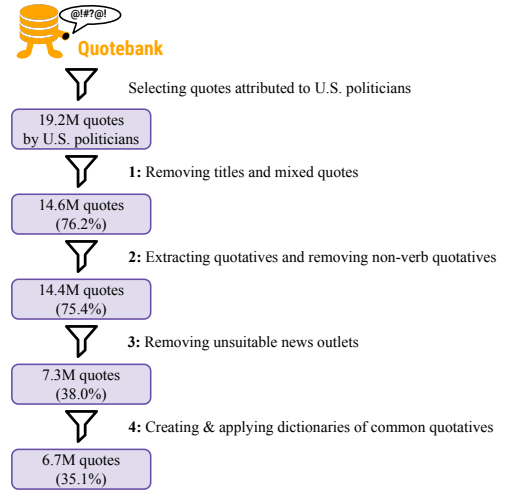 @!#?@!
Quotebank
Selecting quotes attributed to U.S. politicians
19.2M quotes
by U.S. politicians
1: Removing titles and mixed quotes
14.6M quotes
(76.2%)
2: Extracting quotatives and removing non-verb quotatives
14.4M quotes
(75.4%)
3: Removing unsuitable news outlets
7.3M quotes
(38.0%)
4: Creating & applying dictionaries of common quotatives
6.7M quotes
(35.1%)